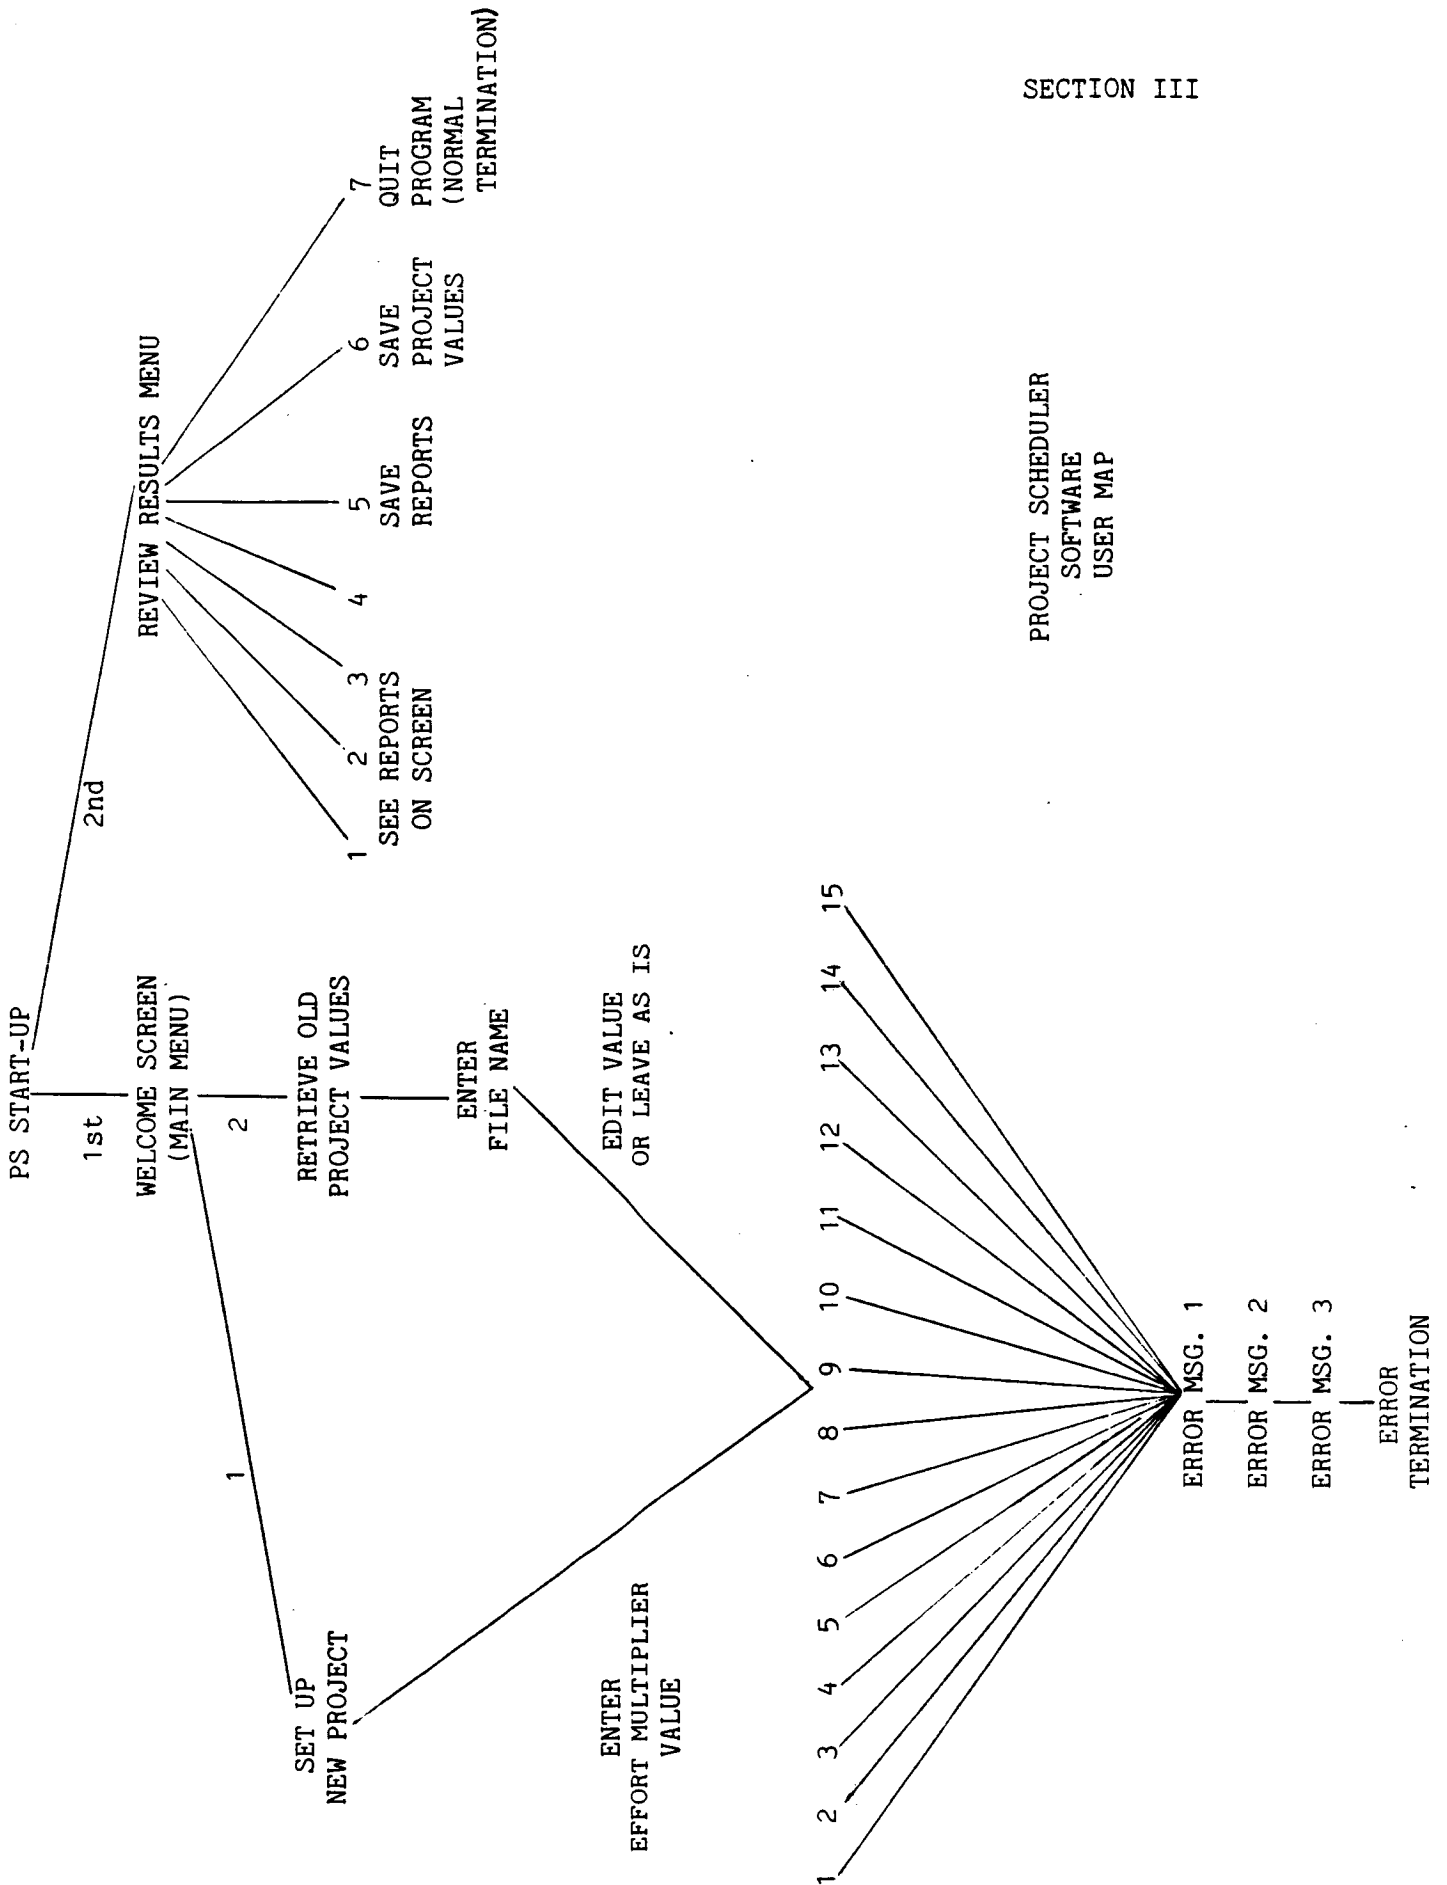 SECTION III
PS START-UP
1st
2nd
WELCOME SCREEN
(MAIN MENU)
REVIEW RESULTS MENU
1
2
SET UP
NEW PROJECT
RETRIEVE OLD
PROJECT VALUES
1
2
3
4
5
6
7
SEE REPORTS
ON SCREEN
SAVE
REPORTS
SAVE
PROJECT
VALUES
QUIT
PROGRAM
(NORMAL
TERMINATION)
ENTER
FILE NAME
ENTER
EFFORT MULTIPLIER
VALUE
EDIT VALUE
OR LEAVE AS IS
1
2
3
4
5
6
7
8
9
10
11
12
13
14
15
PROJECT SCHEDULER
SOFTWARE
USER MAP
ERROR MSG. 1
ERROR MSG. 2
ERROR MSG. 3
ERROR
TERMINATION